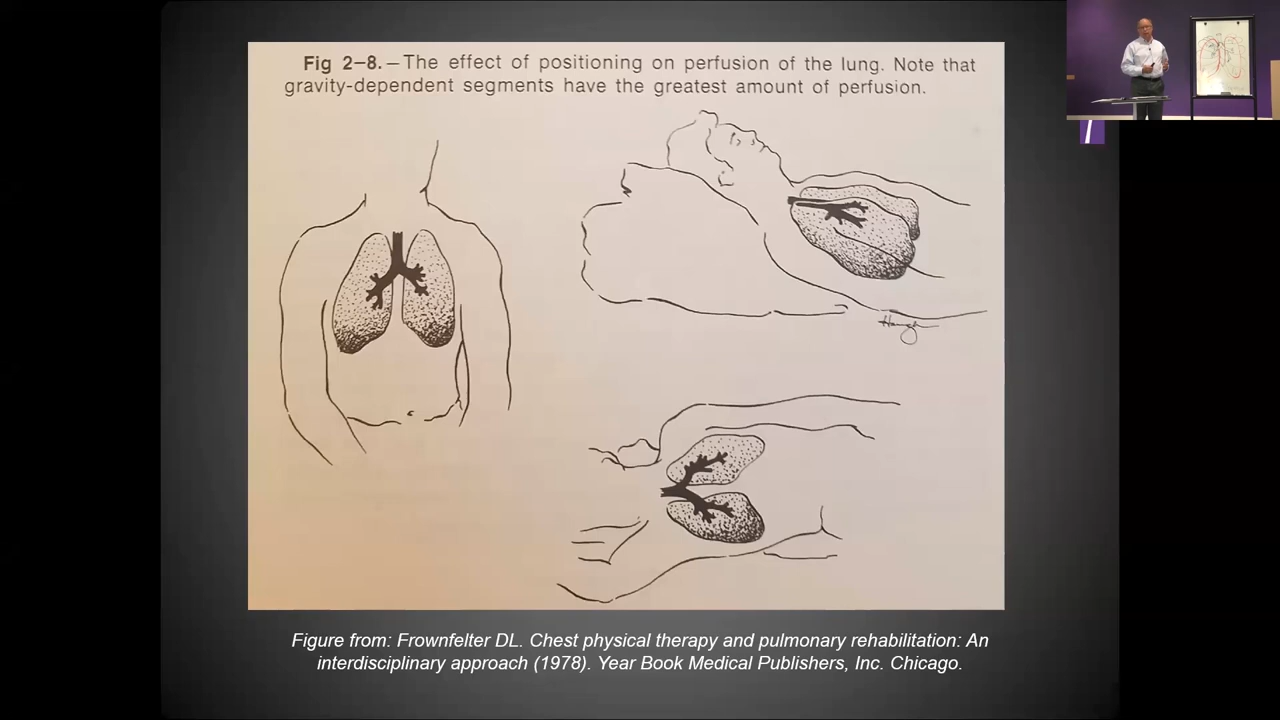 Fig 2–8.—The effect of positioning on perfusion of the lung. Note that
gravity-dependent segments have the greatest amount of perfusion.
Figure from: Frownfelter DL. Chest physical therapy and pulmonary rehabilitation: An
interdisciplinary approach (1978). Year Book Medical Publishers, Inc. Chicago.